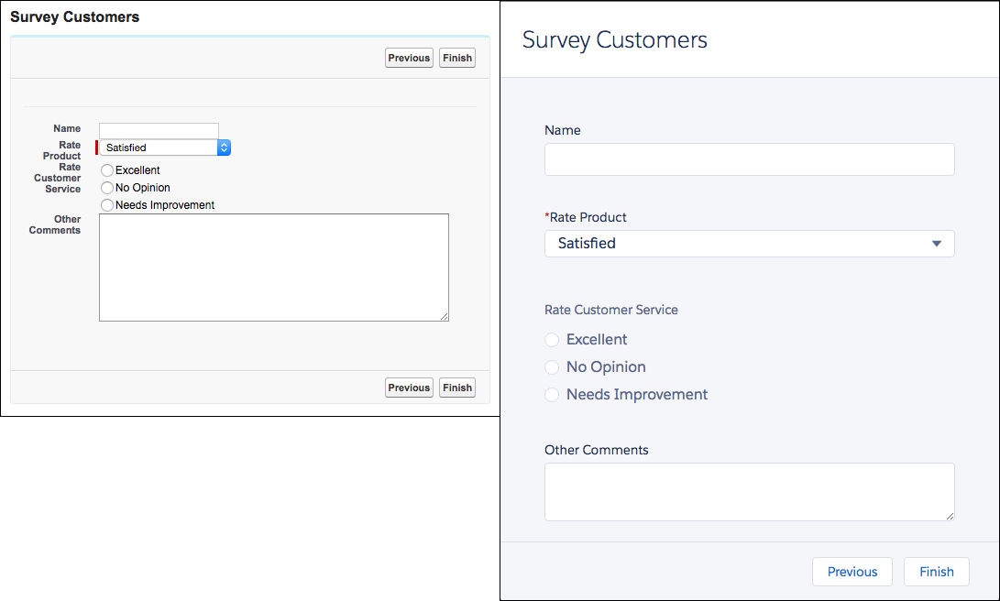 Survey Customers
Previous Finish
Name
Rate
Product
Satisfied
Rate
Customer
Service
Excellent
No Opinion
Needs Improvement
Other
Comments
Previous Finish
Survey Customers
Name
*Rate Product
Satisfied
Rate Customer Service
Excellent
No Opinion
Needs Improvement
Other Comments
Previous Finish